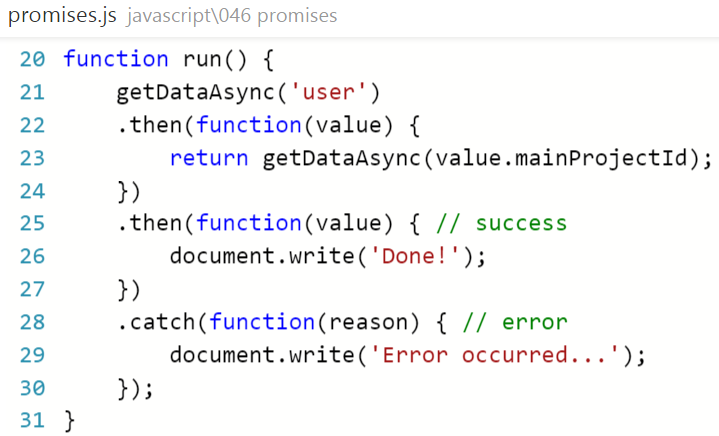 promises.js javascript\046 promises
20 function run() {
21     getDataAsync('user')
22     .then(function(value) {
23         return getDataAsync(value.mainProjectId);
24     })
25     .then(function(value) { // success
26         document.write('Done!');
27     })
28     .catch(function(reason) { // error
29         document.write('Error occurred...');
30     });
31 }